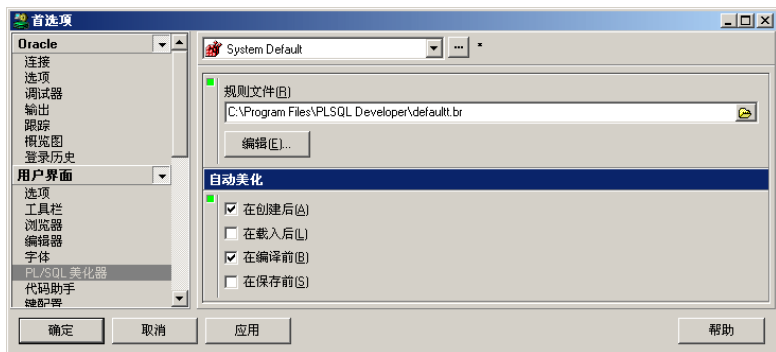 首选项
Oracle
连接
选项
调试器
输出
跟踪
概览图
登录历史
用户界面
选项
工具栏
浏览器
编辑器
字体
PL/SQL 美化器
代码助手
键配置
System Default
... *
规则文件(R)
C:\Program Files\PLSQL Developer\defaultt.br
编辑(E)...
自动美化
在创建后(A)
在载入后(L)
在编译前(B)
在保存前(S)
确定 取消 应用 帮助